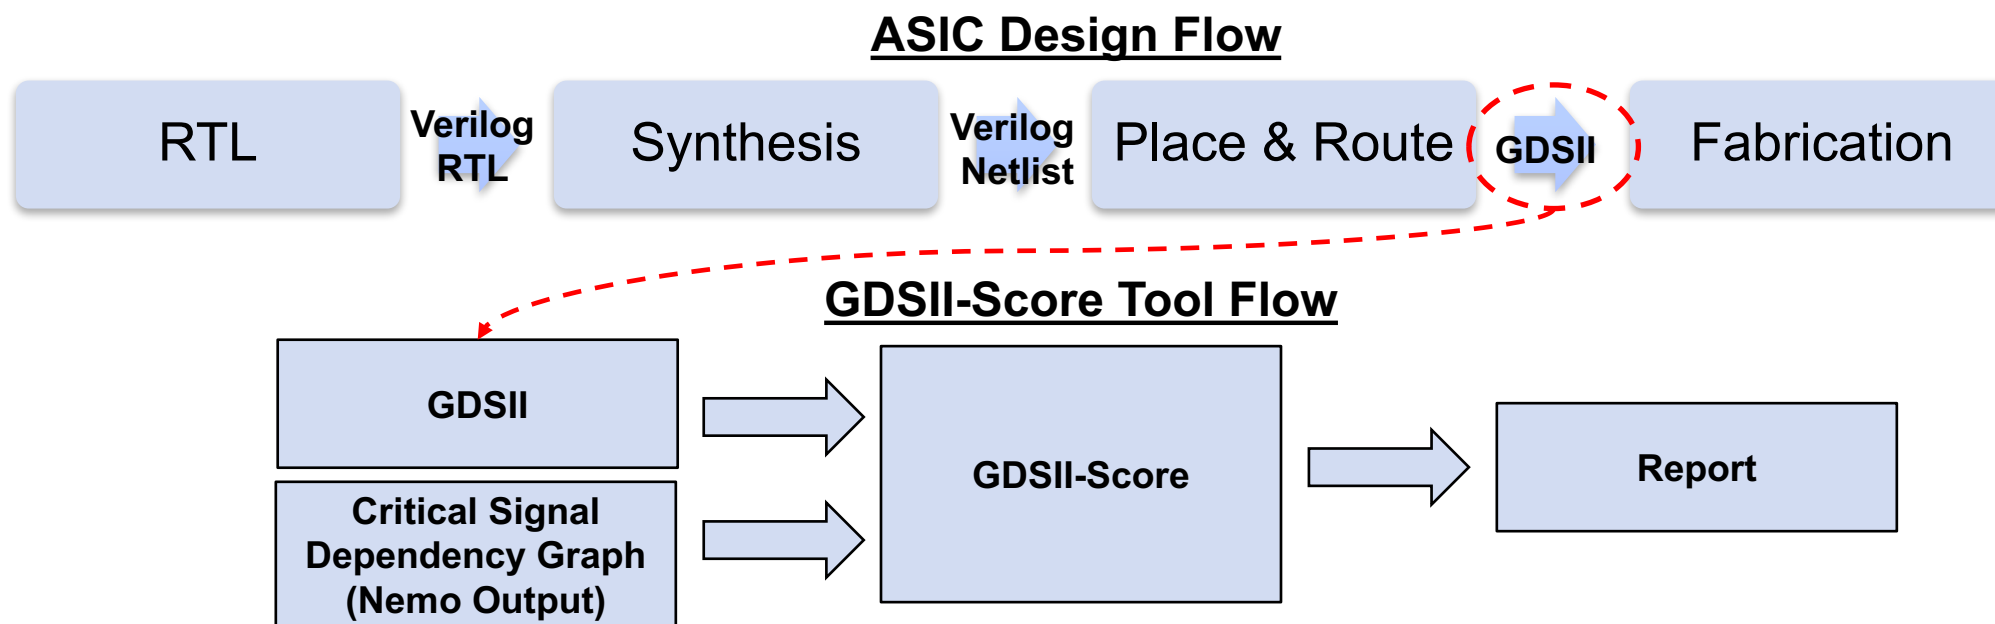 ASIC Design Flow
RTL
Verilog
RTL
Synthesis
Verilog
Netlist
Place & Route
GDSII
Fabrication
GDSII-Score Tool Flow
GDSII
Critical Signal
Dependency Graph
(Nemo Output)
GDSII-Score
Report